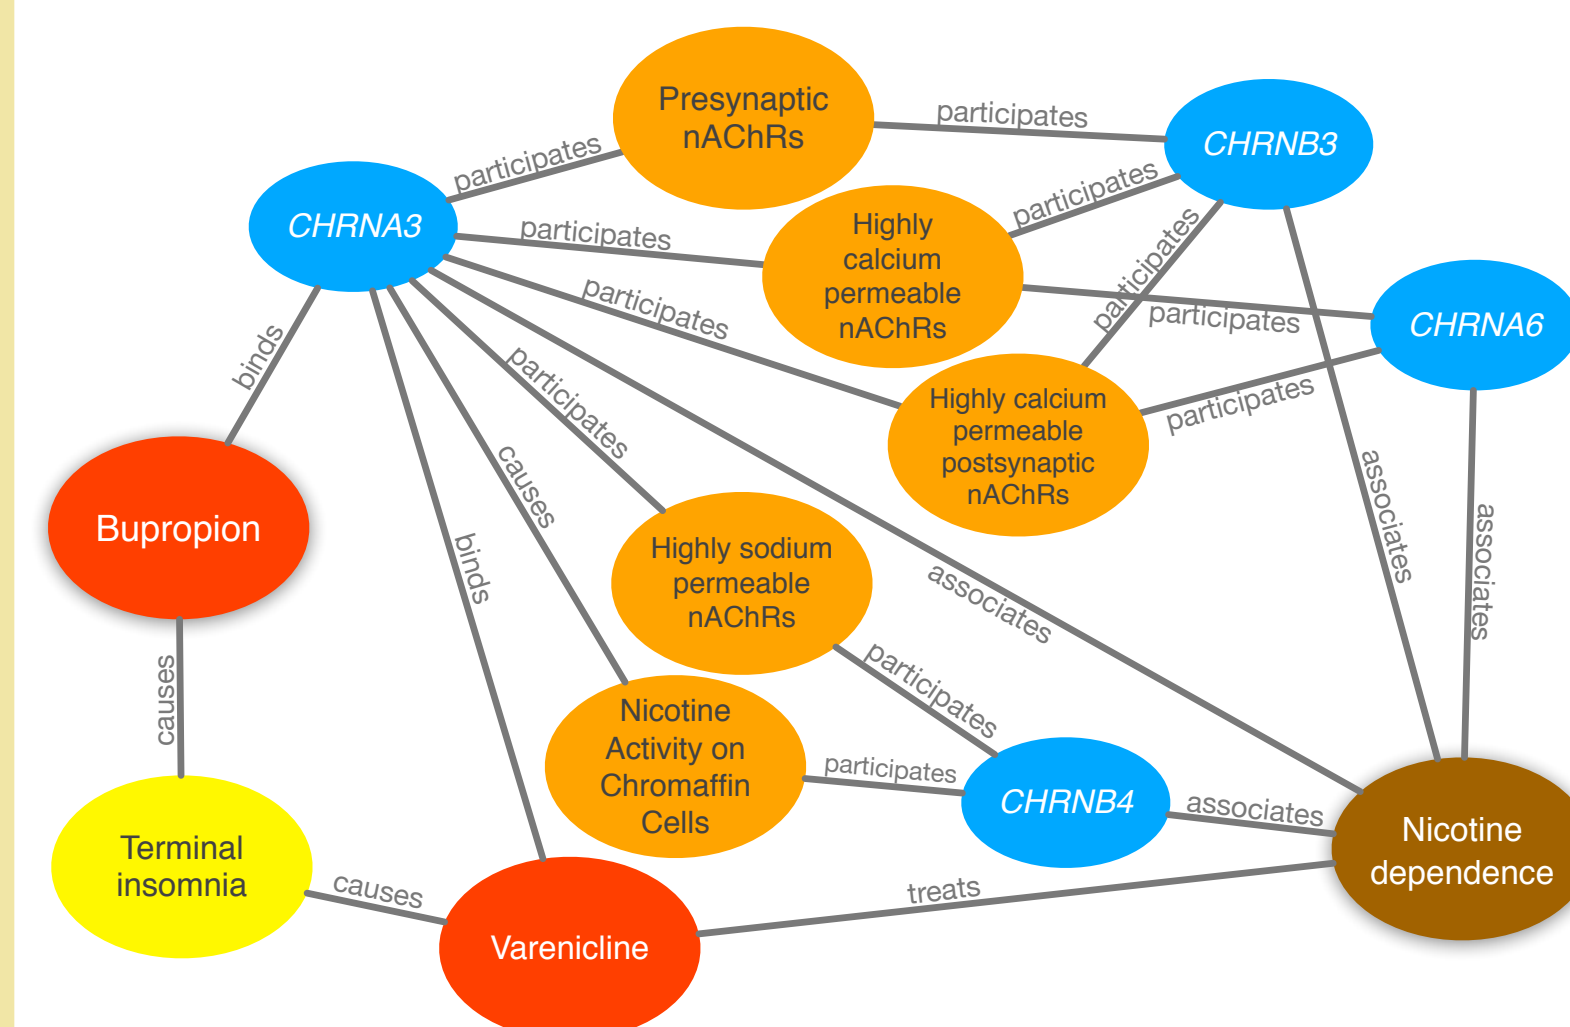 Presynaptic
nAChRs
participates
CHRNB3
participates
CHRNA3
participates
participates
Highly
calcium
permeable
nAChRs
participates
participates
CHRNA6
participates
binds
participates
Highly calcium
permeable
postsynaptic
nAChRs
participates
causes
associates
Bupropion
binds
Highly sodium
permeable
nAChRs
associates
associates
causes
participates
Nicotine
Activity on
Chromaffin
Cells
participates
CHRNB4
associates
Nicotine
dependence
Terminal
insomnia
causes
treats
Varenicline